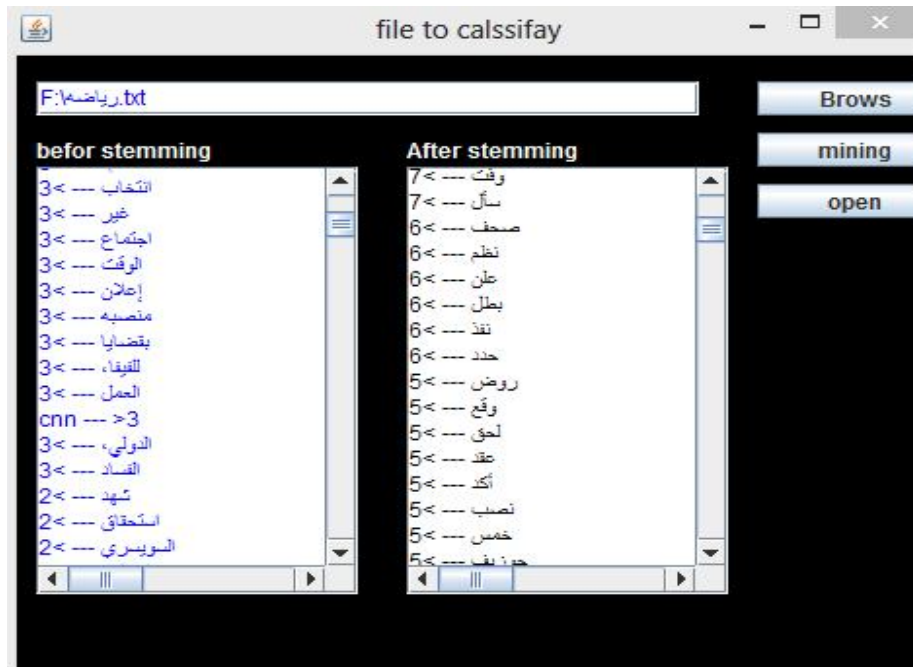 file to calssifay
F:\رياضه.txt
Brows
mining
open
befor stemming
انتخاب --- >3
غير --- >3
اجتماع --- >3
الوقت --- >3
إعلان --- >3
منصبه --- >3
بقضايا --- >3
للفيفا، --- >3
العمل --- >3
cnn --- >3
الدولي، --- >3
الفساد --- >3
شهد --- >2
استحقاق --- >2
السويسري --- >2
After stemming
وقت --- >7
سأل --- >7
صحف --- >6
نظم --- >6
علن --- >6
بطل --- >6
نفذ --- >6
حدد --- >6
روض --- >5
وقع --- >5
لحق --- >5
عقد --- >5
أكد --- >5
نصب --- >5
خمس --- >5
جوزيف --- >5